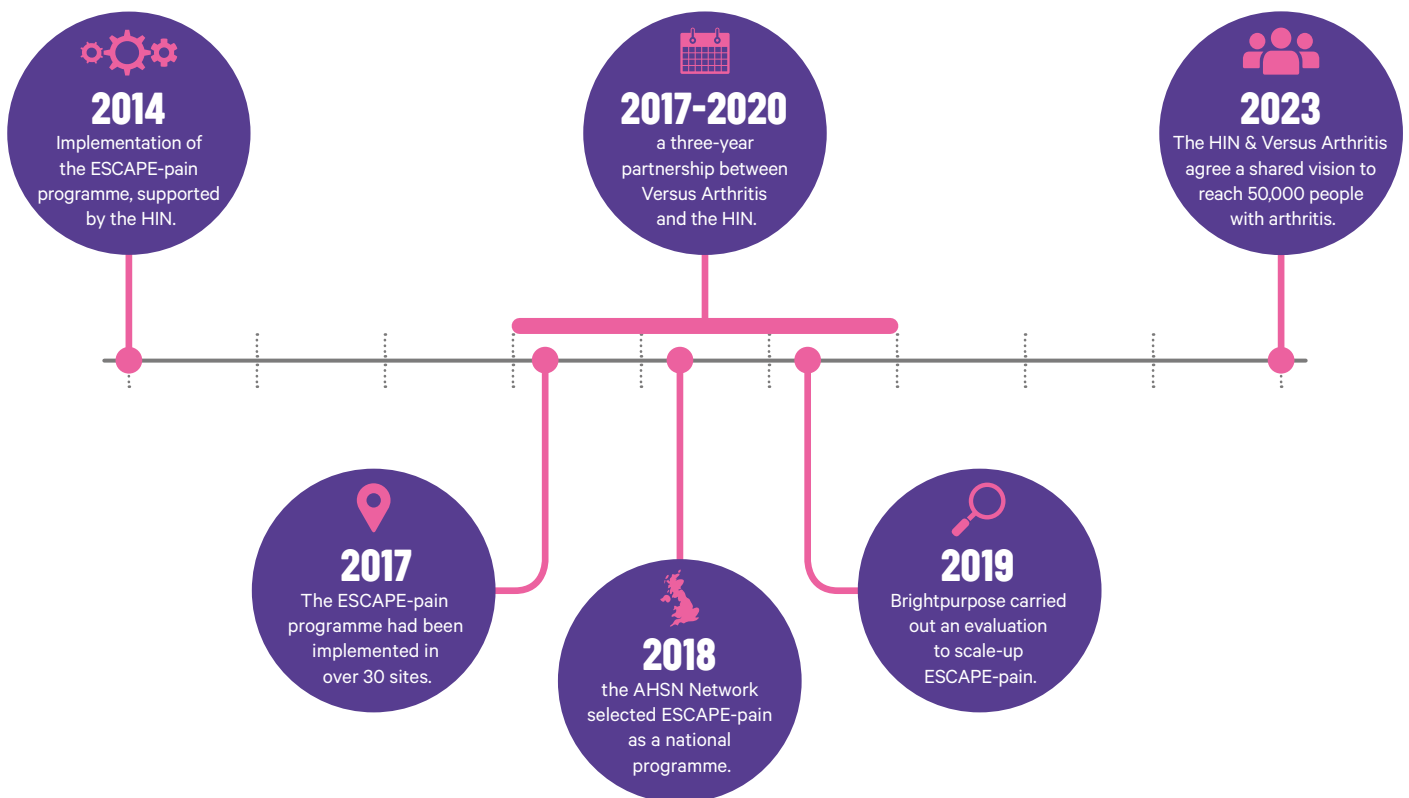 2014
Implementation of
the ESCAPE-pain
programme, supported
by the HIN.
2017-2020
a three-year
partnership between
Versus Arthritis
and the HIN.
2023
The HIN & Versus Arthritis
agree a shared vision to
reach 50,000 people
with arthritis.
2017
The ESCAPE-pain
programme had been
implemented in
over 30 sites.
2018
the AHSN Network
selected ESCAPE-pain
as a national
programme.
2019
Brightpurpose carried
out an evaluation
to scale-up
ESCAPE-pain.